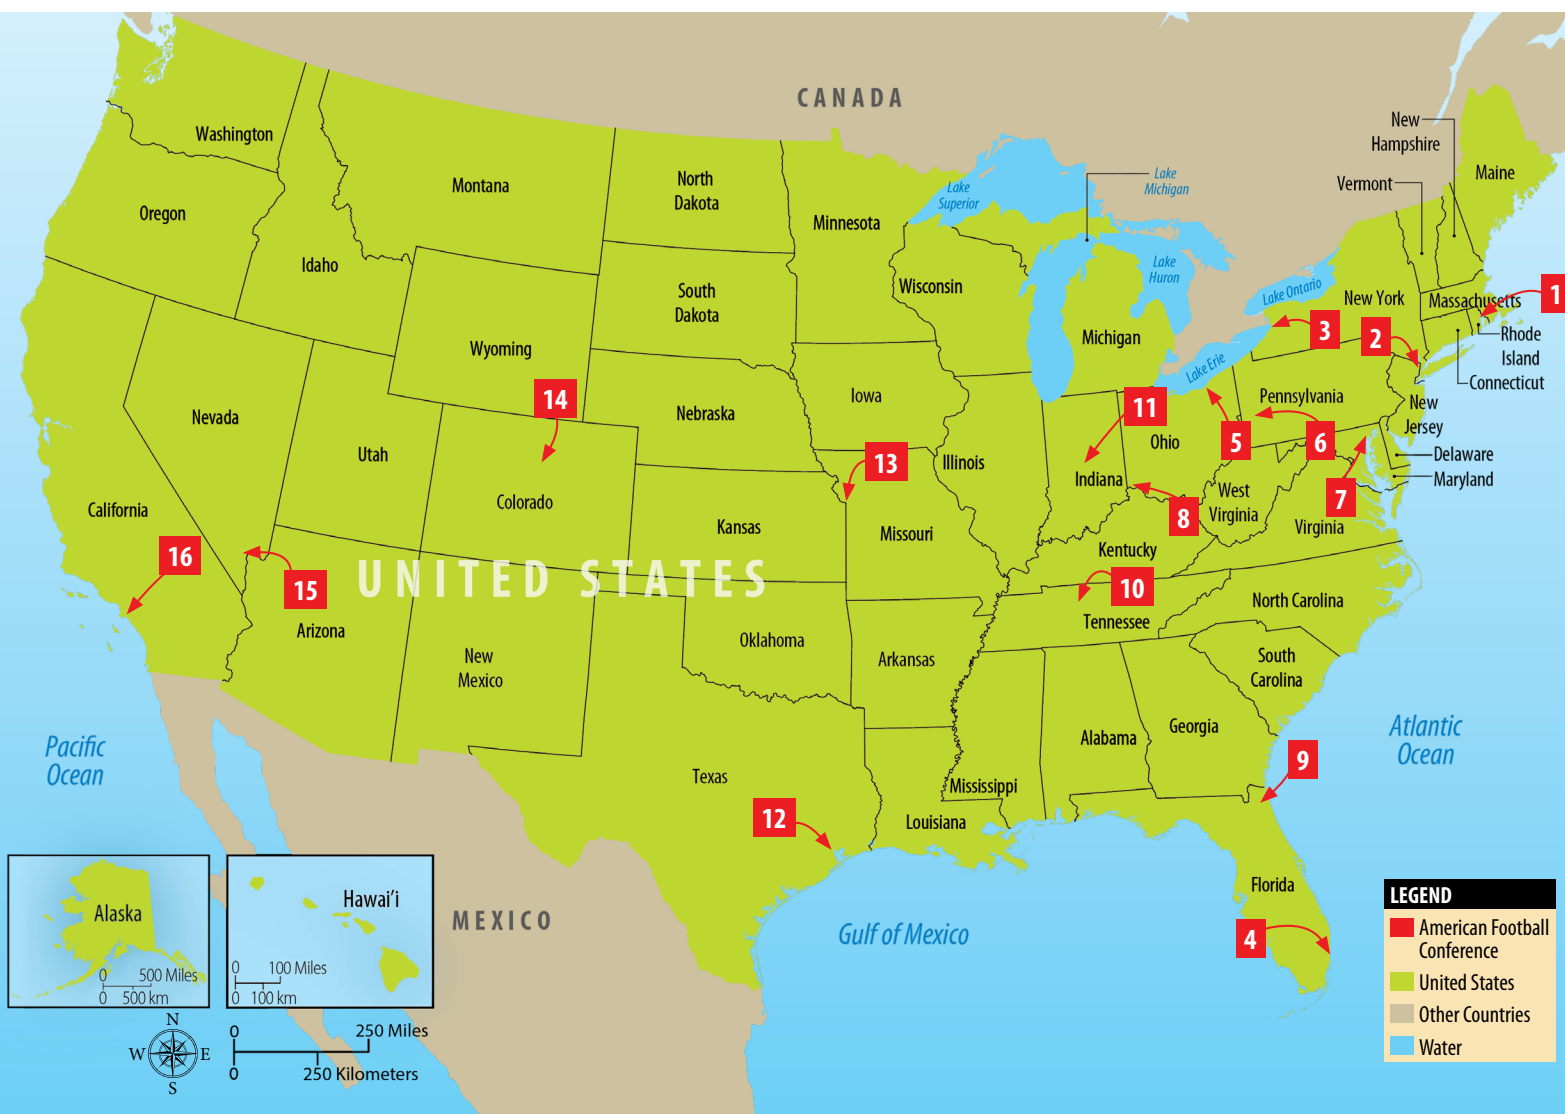 CANADA
Washington
Montana
North
Dakota
Minnesota
Lake
Superior
Lake
Michigan
New
Hampshire
Vermont
Maine
Oregon
Idaho
Lake
Huron
Wisconsin
South
Dakota
Lake Ontario
New York
Massachusetts
1
Wyoming
Michigan
3
2
Rhode
Island
Connecticut
Lake Erie
14
Nevada
Nebraska
Iowa
11
Pennsylvania
New
Jersey
Utah
13
Illinois
Ohio
5
6
Delaware
Maryland
Colorado
Indiana
West
Virginia
7
California
Kansas
Missouri
8
Virginia
16
Kentucky
15
UNITED STATES
10
Arizona
Tennessee
North Carolina
New
Mexico
Oklahoma
Arkansas
South
Carolina
Pacific
Ocean
Georgia
Alabama
Atlantic
Ocean
Texas
Mississippi
9
12
Louisiana
Florida
4
Gulf of Mexico
MEXICO
Alaska
0 500 Miles
0 500 km
Hawai’i
0 100 Miles
0 100 km
N
W E
S
0 250 Miles
0 250 Kilometers
LEGEND
American Football
Conference
United States
Other Countries
Water